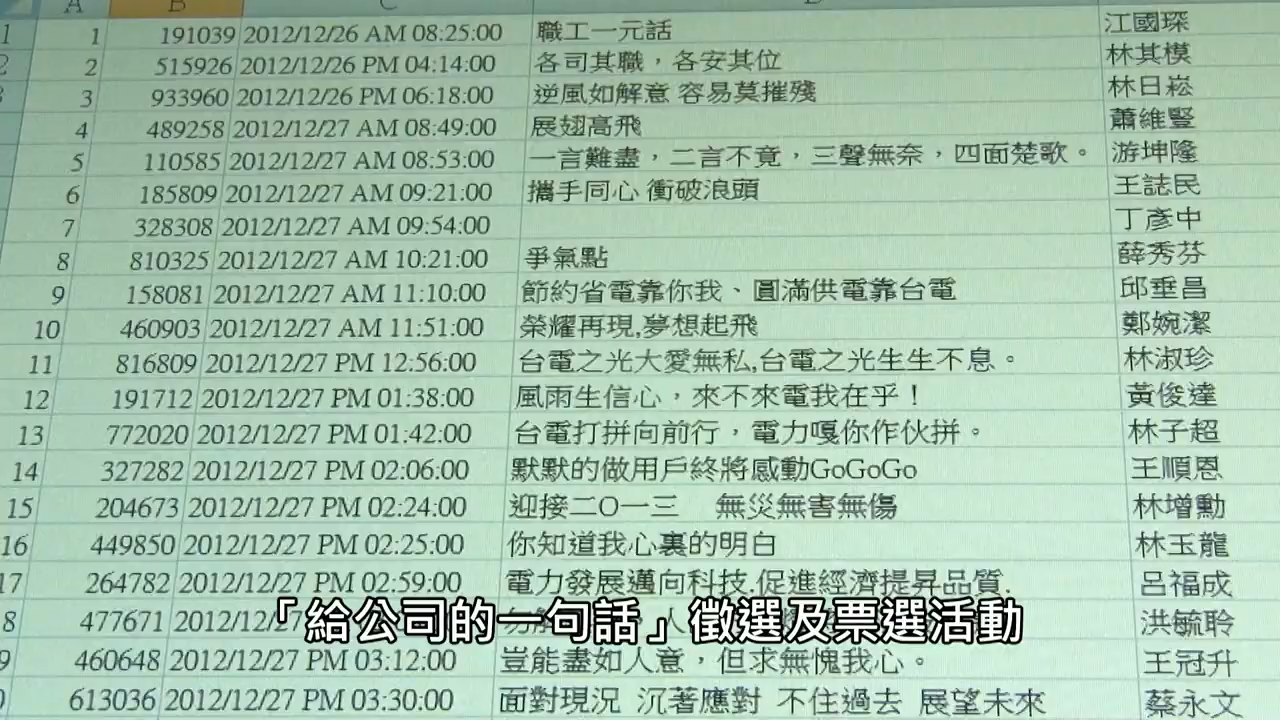 A B C D
1 1 191039 2012/12/26 AM 08:25:00 職工一元話 江國琛
2 2 515926 2012/12/26 PM 04:14:00 各司其職，各安其位 林其模
3 3 933960 2012/12/26 PM 06:18:00 逆風如解意 容易莫摧殘 林日崧
4 489258 2012/12/27 AM 08:49:00 展翅高飛 蕭維豎
5 110585 2012/12/27 AM 08:53:00 一言難盡，二言不竟，三聲無奈，四面楚歌。 游坤隆
6 185809 2012/12/27 AM 09:21:00 攜手同心 衝破浪頭 王誌民
7 328308 2012/12/27 AM 09:54:00 丁彥中
8 810325 2012/12/27 AM 10:21:00 爭氣點 薛秀芬
9 158081 2012/12/27 AM 11:10:00 節約省電靠你我、圓滿供電靠台電 邱垂昌
10 460903 2012/12/27 AM 11:51:00 榮耀再現,夢想起飛 鄭婉潔
11 816809 2012/12/27 PM 12:56:00 台電之光大愛無私,台電之光生生不息。 林淑珍
12 191712 2012/12/27 PM 01:38:00 風雨生信心，來不來電我在乎！ 黃俊達
13 772020 2012/12/27 PM 01:42:00 台電打拼向前行，電力嘎你作伙拼。 林子超
14 327282 2012/12/27 PM 02:06:00 默默的做用戶終將感動GoGoGo 王順恩
15 204673 2012/12/27 PM 02:24:00 迎接二O一三 無災無害無傷 林增勳
16 449850 2012/12/27 PM 02:25:00 你知道我心裏的明白 林玉龍
17 264782 2012/12/27 PM 02:59:00 電力發展邁向科技.促進經濟提昇品質. 呂福成
8 477671 2012/12/27 洪毓聆
「給公司的一句話」徵選及票選活動
9 460648 2012/12/27 PM 03:12:00 豈能盡如人意，但求無愧我心。 王冠升
0 613036 2012/12/27 PM 03:30:00 面對現況 沉著應對 不住過去 展望未來 蔡永文